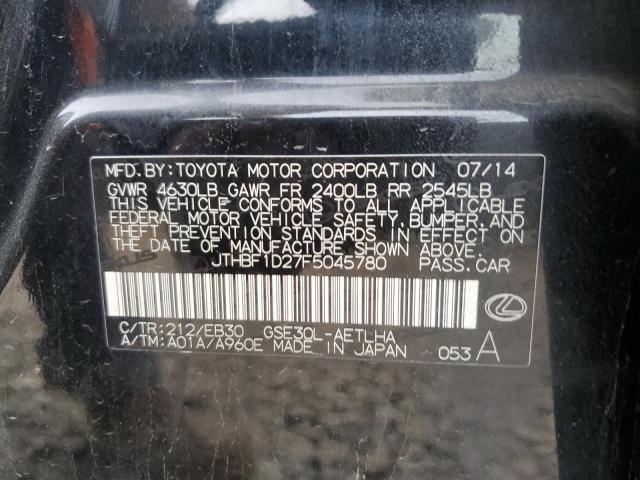 MFD.BY:TOYOTA MOTOR CORPORATION 07/14
GVWR 4630LB GAWR FR 2400LB RR 2545LB
THIS VEHICLE CONFORMS TO ALL APPLICABLE
FEDERAL MOTOR VEHICLE SAFETY, BUMPER, AND
THEFT PREVENTION STANDARDS IN EFFECT ON
THE DATE OF MANUFACTURE SHOWN ABOVE.
JTHBF1D27F5045780 PASS.CAR
C/TR:212/EB30 GSE30L-AETLHA
A/TM:A01A/A960E MADE IN JAPAN 053 A